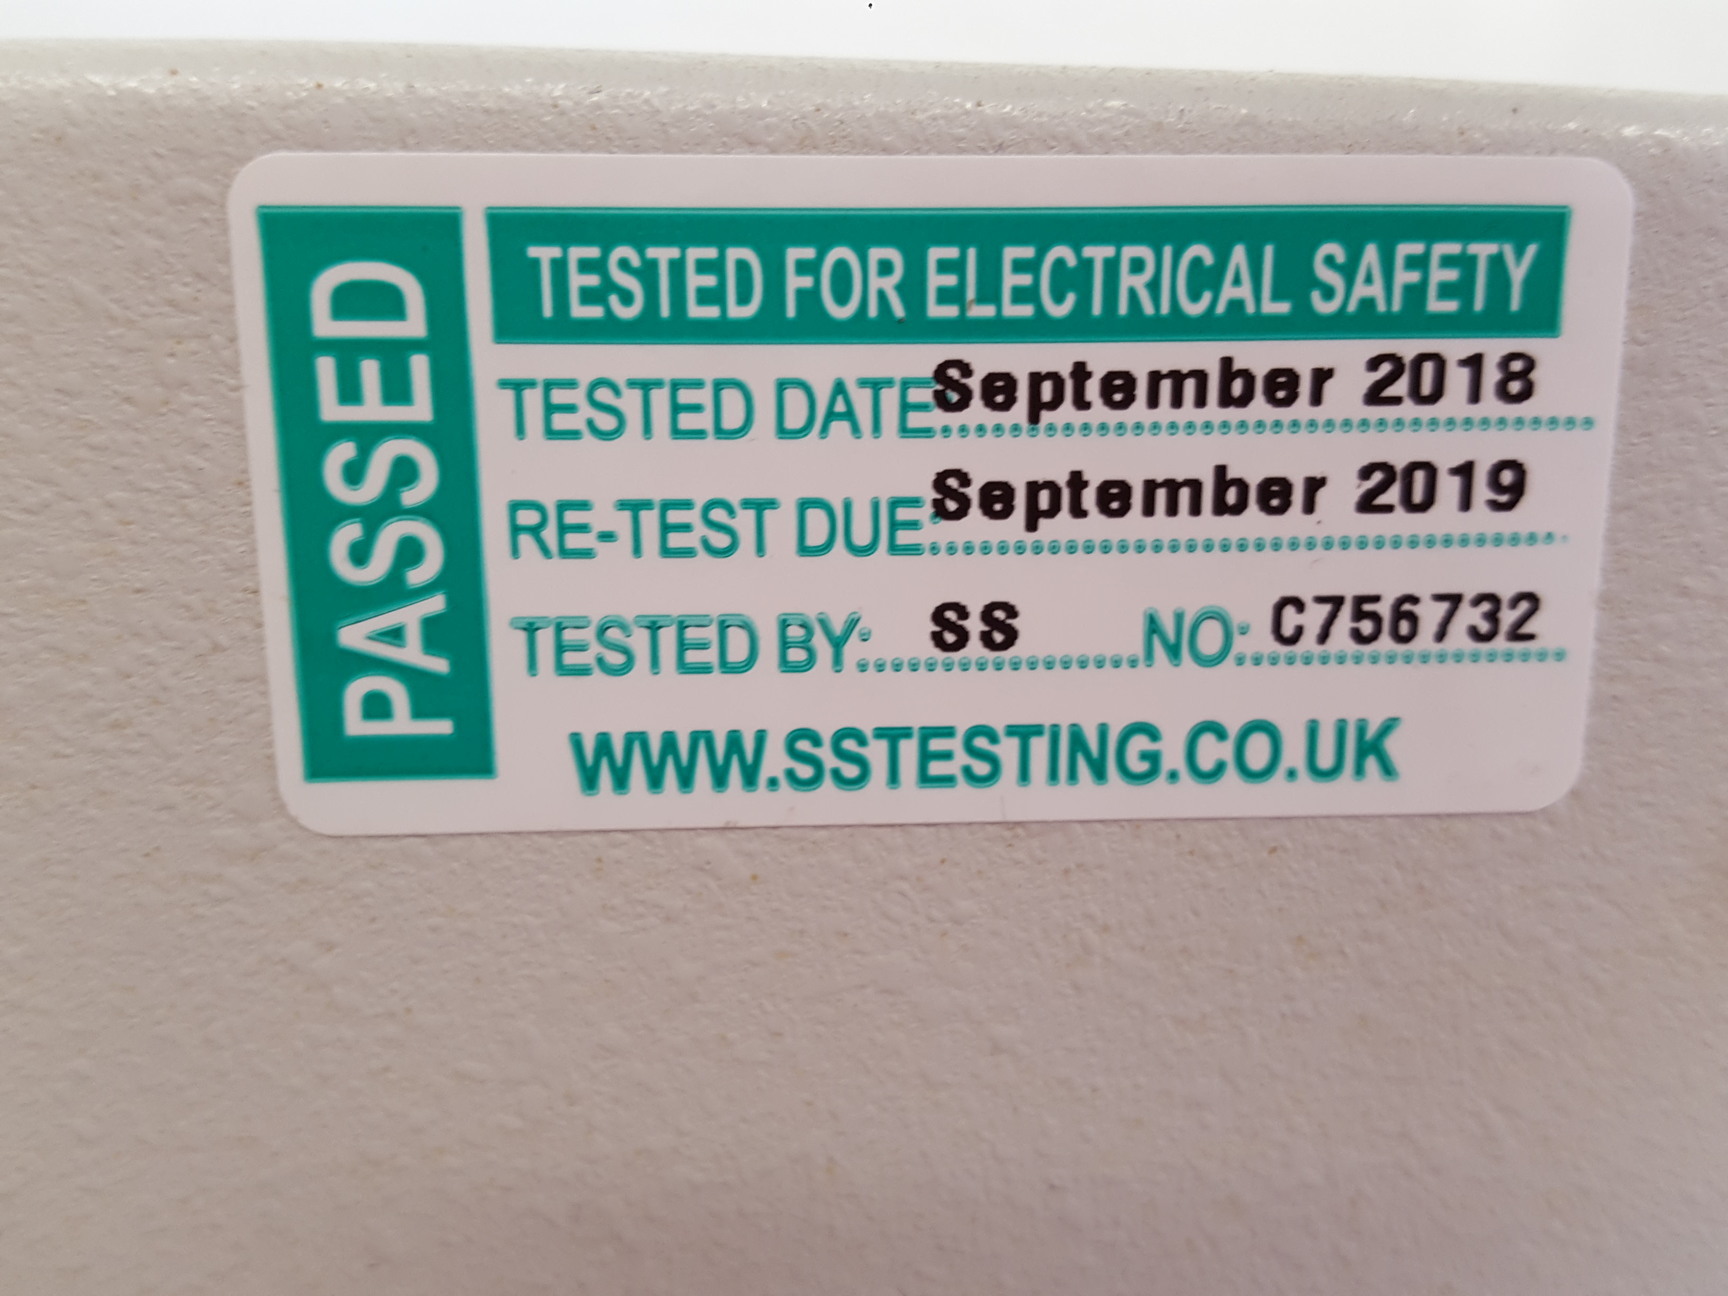 PASSED
TESTED FOR ELECTRICAL SAFETY
TESTED DATE: September 2018
RE-TEST DUE: September 2019
TESTED BY: SS NO: C756732
WWW.SSTESTING.CO.UK